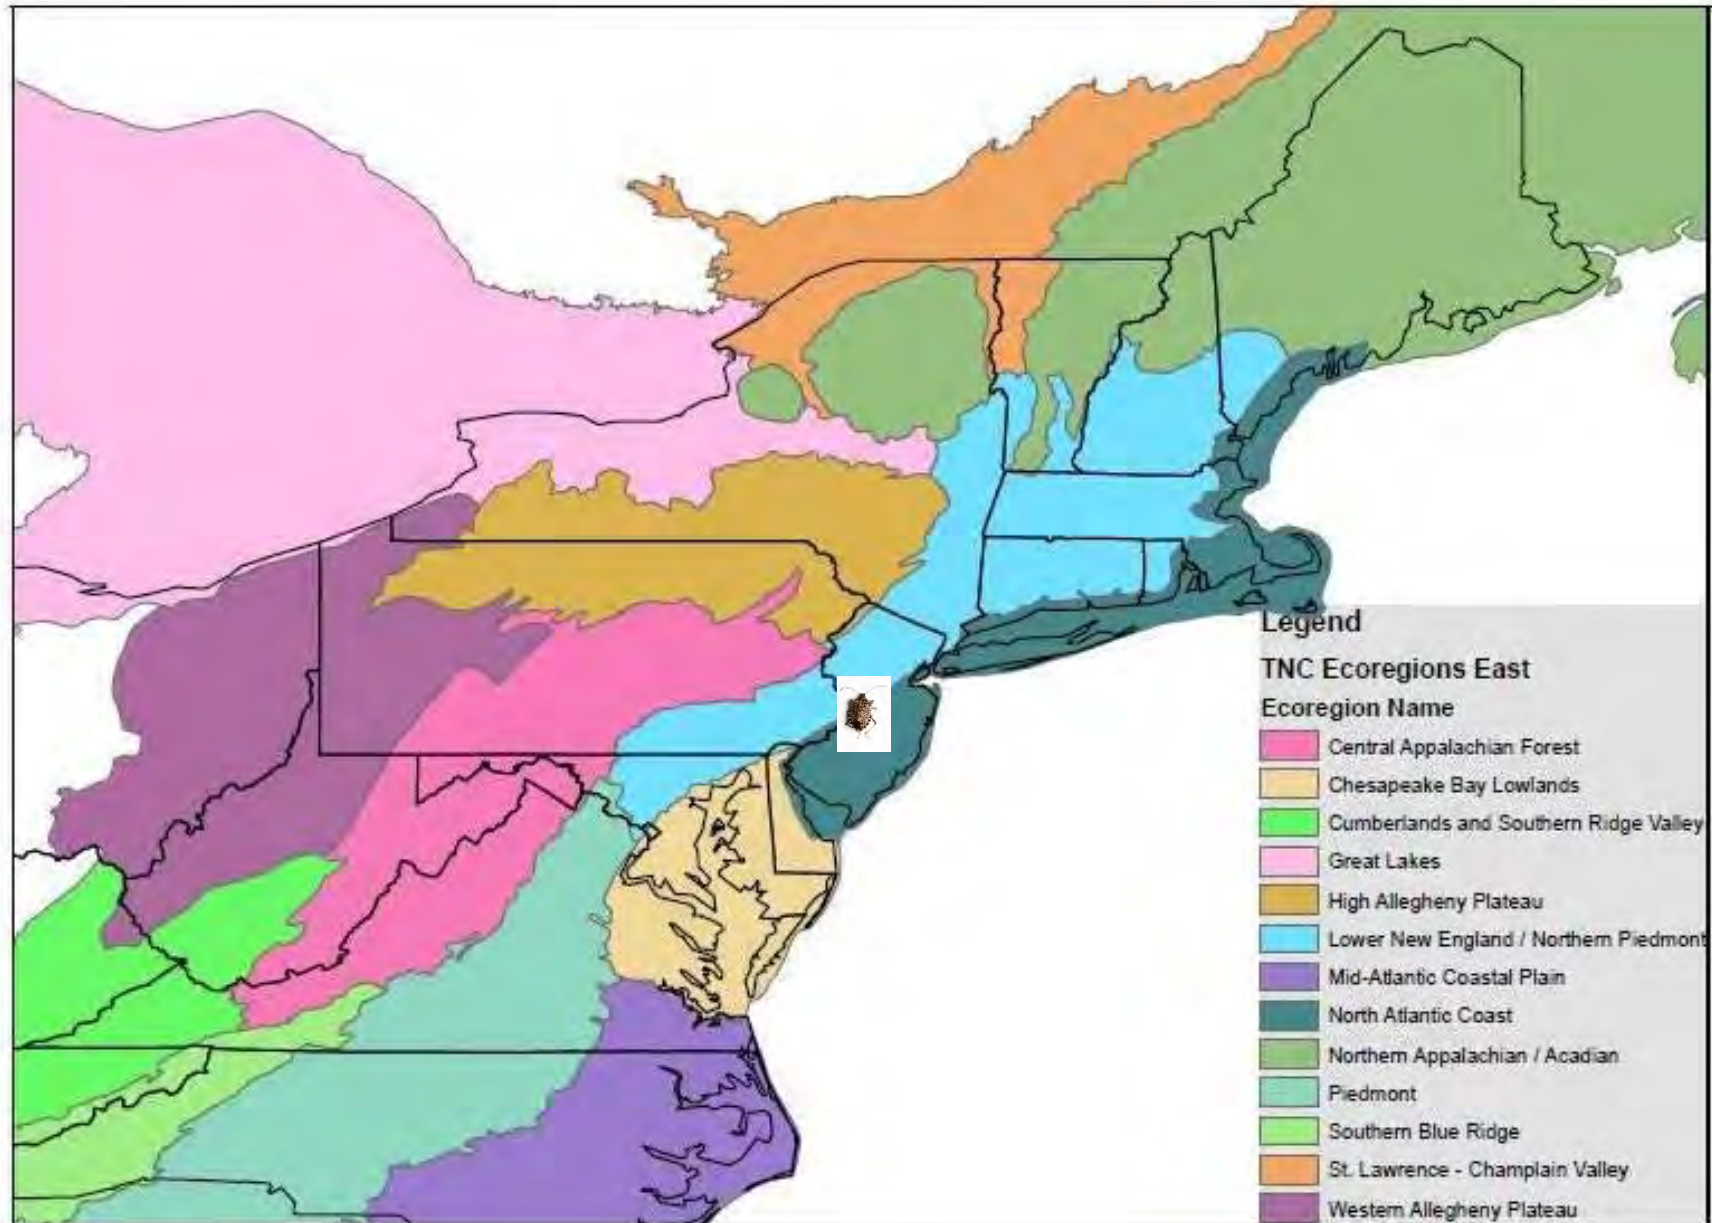 Legend
TNC Ecoregions East
Ecoregion Name
Central Appalachian Forest
Chesapeake Bay Lowlands
Cumberlands and Southern Ridge Valley
Great Lakes
High Allegheny Plateau
Lower New England / Northern Piedmont
Mid-Atlantic Coastal Plain
North Atlantic Coast
Northern Appalachian / Acadian
Piedmont
Southern Blue Ridge
St. Lawrence - Champlain Valley
Western Allegheny Plateau